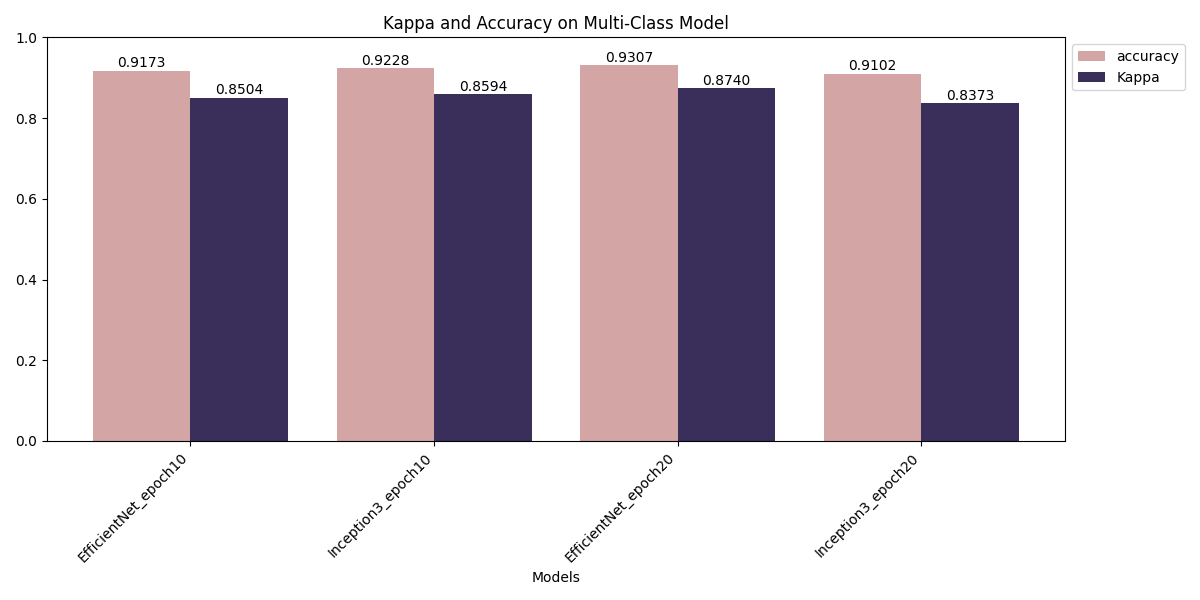 Kappa and Accuracy on Multi-Class Model
1.0
0.8
0.6
0.4
0.2
0.0
0.9173
0.8504
0.9228
0.8594
0.9307
0.8740
0.9102
0.8373
accuracy
Kappa
EfficientNet_epoch10
Inception3_epoch10
EfficientNet_epoch20
Inception3_epoch20
Models